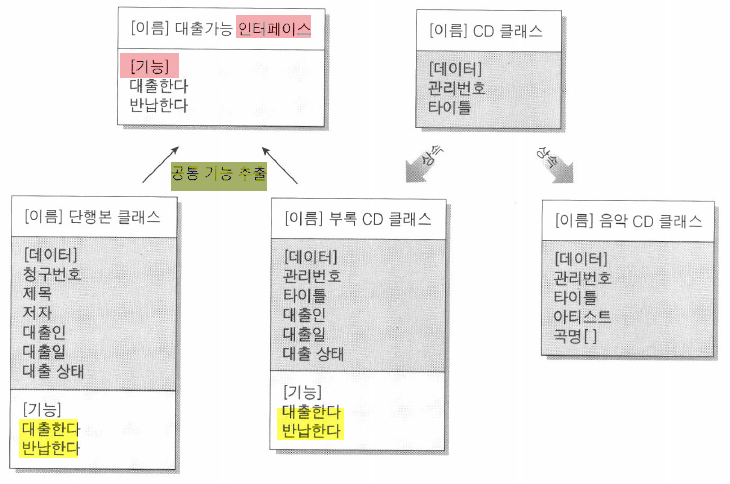 [이름] 대출가능 인터페이스
[기능]
대출한다
반납한다
[이름] CD 클래스
[데이터]
관리번호
타이틀
공통 기능 추출
상속
상속
[이름] 단행본 클래스
[데이터]
청구번호
제목
저자
대출인
대출일
대출 상태
[기능]
대출한다
반납한다
[이름] 부록 CD 클래스
[데이터]
관리번호
타이틀
대출인
대출일
대출 상태
[기능]
대출한다
반납한다
[이름] 음악 CD 클래스
[데이터]
관리번호
타이틀
아티스트
곡명[ ]